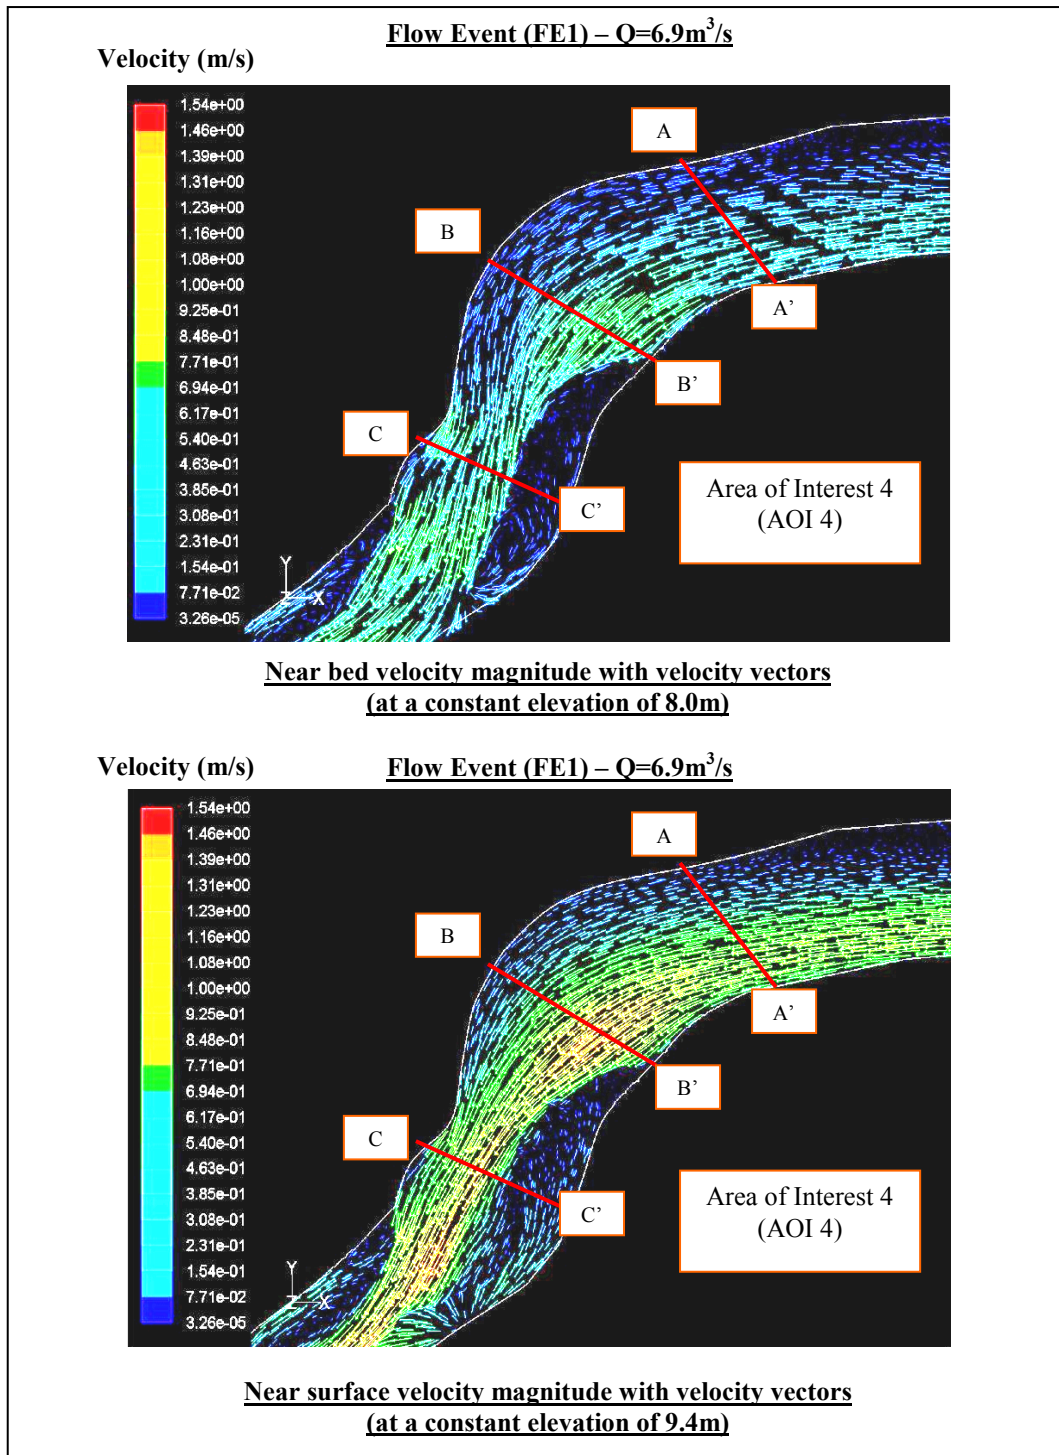 Flow Event (FE1) – Q=6.9m³/s
Velocity (m/s)
1.54e+00
1.46e+00
1.39e+00
1.31e+00
1.23e+00
1.16e+00
1.08e+00
1.00e+00
9.25e-01
8.48e-01
7.71e-01
6.94e-01
6.17e-01
5.40e-01
4.63e-01
3.85e-01
3.08e-01
2.31e-01
1.54e-01
7.71e-02
3.26e-05
A
B
A'
B'
C
C'
Area of Interest 4
(AOI 4)
Y
Z X
Near bed velocity magnitude with velocity vectors
(at a constant elevation of 8.0m)
Velocity (m/s)
Flow Event (FE1) – Q=6.9m³/s
1.54e+00
1.46e+00
1.39e+00
1.31e+00
1.23e+00
1.16e+00
1.08e+00
1.00e+00
9.25e-01
8.48e-01
7.71e-01
6.94e-01
6.17e-01
5.40e-01
4.63e-01
3.85e-01
3.08e-01
2.31e-01
1.54e-01
7.71e-02
3.26e-05
A
B
A'
B'
C
C'
Area of Interest 4
(AOI 4)
Y
Z X
Near surface velocity magnitude with velocity vectors
(at a constant elevation of 9.4m)